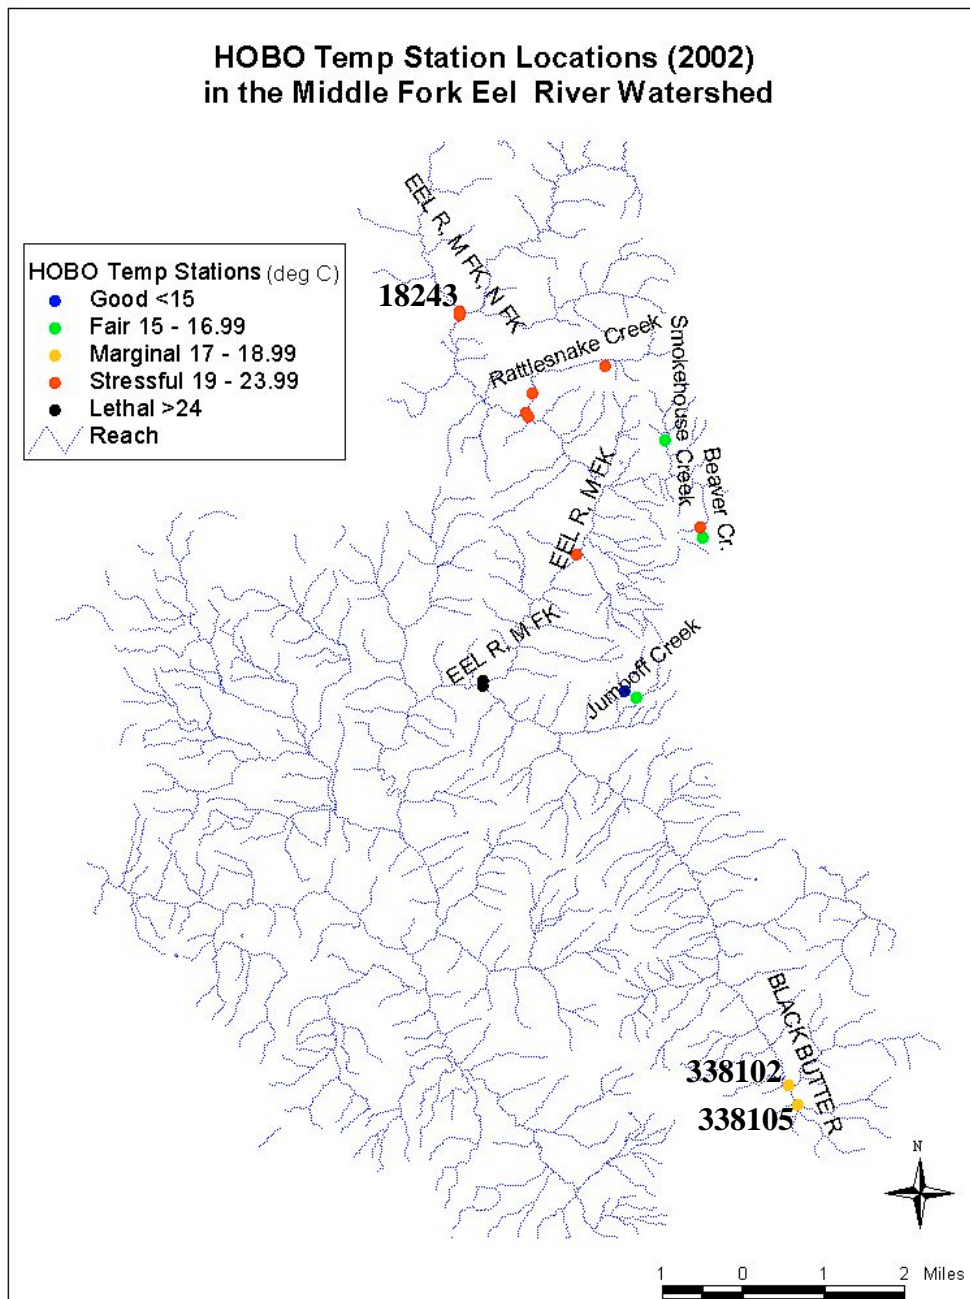 HOBO Temp Station Locations (2002)
in the Middle Fork Eel River Watershed
EEL R, M FK, N FK
HOBO Temp Stations (deg C)
Good <15
Fair 15 - 16.99
Marginal 17 - 18.99
Stressful 19 - 23.99
Lethal >24
Reach
18243
Rattlesnake Creek
Smokehouse Creek
Beaver Cr.
EEL R, M FK
EEL R, M FK
Jumpoff Creek
BLACK BUTTE R
338102
338105
N
1 0 1 2 Miles